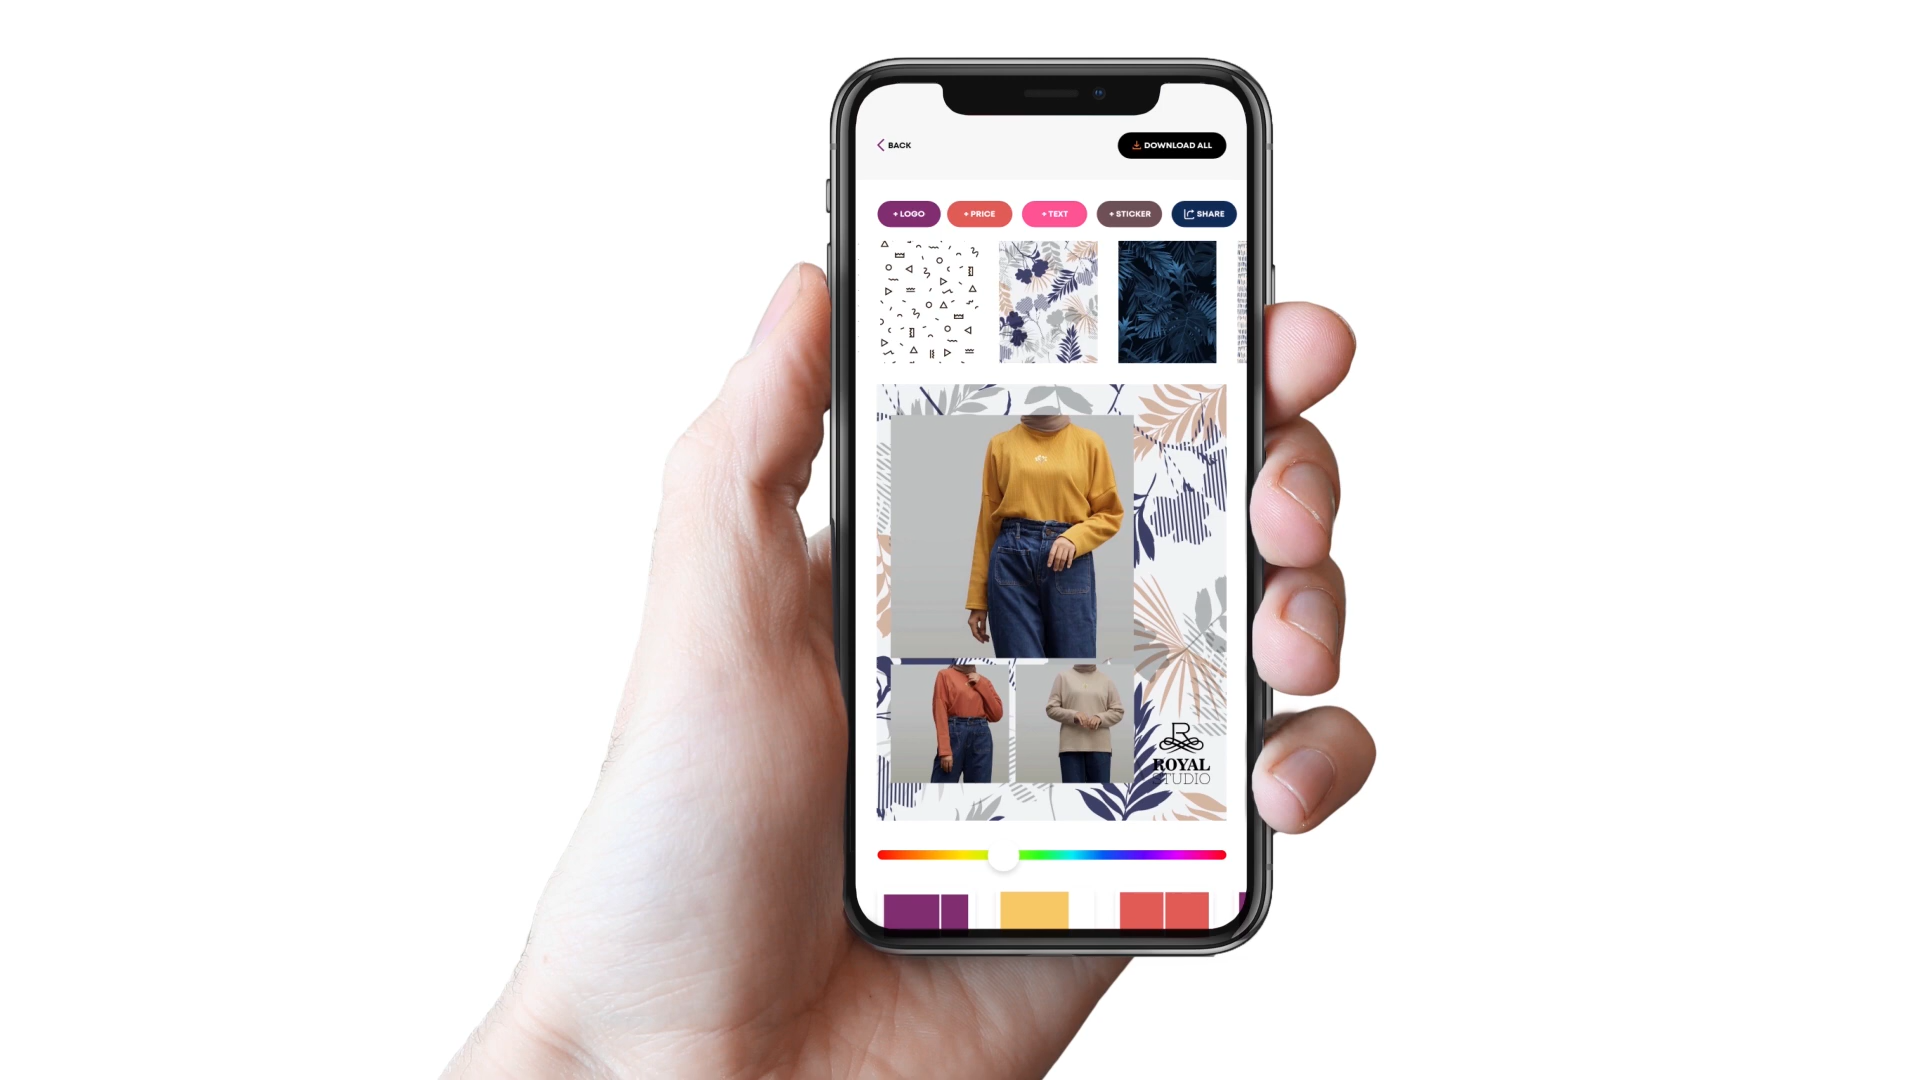 BACK
DOWNLOAD ALL
+ LOGO
+ PRICE
+ TEXT
+ STICKER
SHARE
R
ROYAL
STUDIO